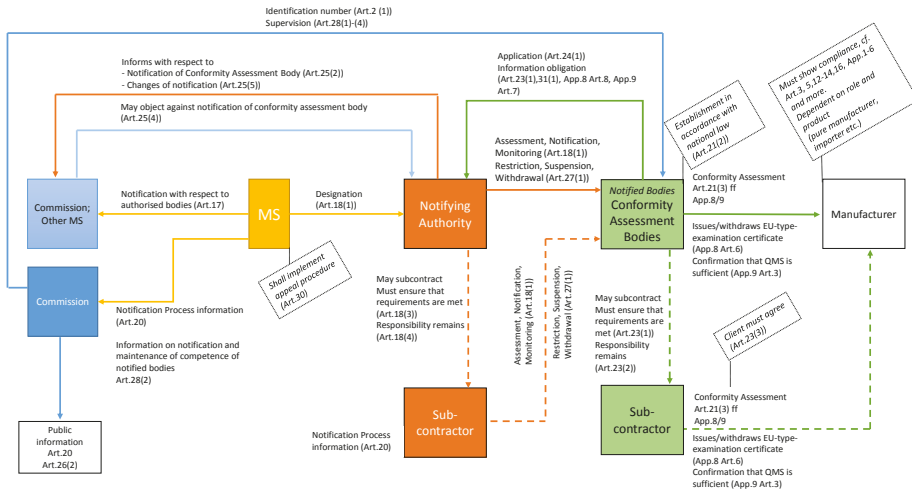 Identification number (Art.2 (1))
Supervision (Art.28(1)-(4))
Informs with respect to
- Notification of Conformity Assessment Body (Art.25(2))
- Changes of notification (Art.25(5))
May object against notification of conformity assessment body
(Art.25(4))
Application (Art.24(1))
Information obligation
(Art.23(1),31(1), App.8 Art.8, App.9
Art.7)
Establishment in
accordance with
national law
(Art.21(2))
Must show compliance, cf.
Art.3, 5,12-14,16, App.1-6
and more.
Dependent on role and
product
(pure manufacturer,
importer etc.)
Assessment, Notification,
Monitoring (Art.18(1))
Restriction, Suspension,
Withdrawal (Art.27(1))
Commission;
Other MS
Notification with respect to
authorised bodies (Art.17)
MS
Designation
(Art.18(1))
Notifying
Authority
Notified Bodies
Conformity
Assessment
Bodies
Conformity Assessment
Art.21(3) ff
App.8/9
Manufacturer
Issues/withdraws EU-type-
examination certificate
(App.8 Art.6)
Confirmation that QMS is
sufficient (App.9 Art.3)
Commission
Shall implement
appeal procedure
(Art.30)
Notification Process information
(Art.20)
Information on notification and
maintenance of competence of
notified bodies
Art.28(2)
May subcontract
Must ensure that
requirements are met
(Art.18(3))
Responsibility remains
(Art.18(4))
Assessment, Notification,
Monitoring (Art.18(1))
Restriction, Suspension,
Withdrawal (Art.27(1))
May subcontract
Must ensure that
requirements are
met (Art.23(1))
Responsibility
remains
(Art.23(2))
Client must agree
(Art.23(3))
Public
information
Art.20
Art.26(2)
Notification Process
information (Art.20)
Sub-
contractor
Sub-
contractor
Conformity Assessment
Art.21(3) ff
App.8/9
Issues/withdraws EU-type-
examination certificate
(App.8 Art.6)
Confirmation that QMS is
sufficient (App.9 Art.3)